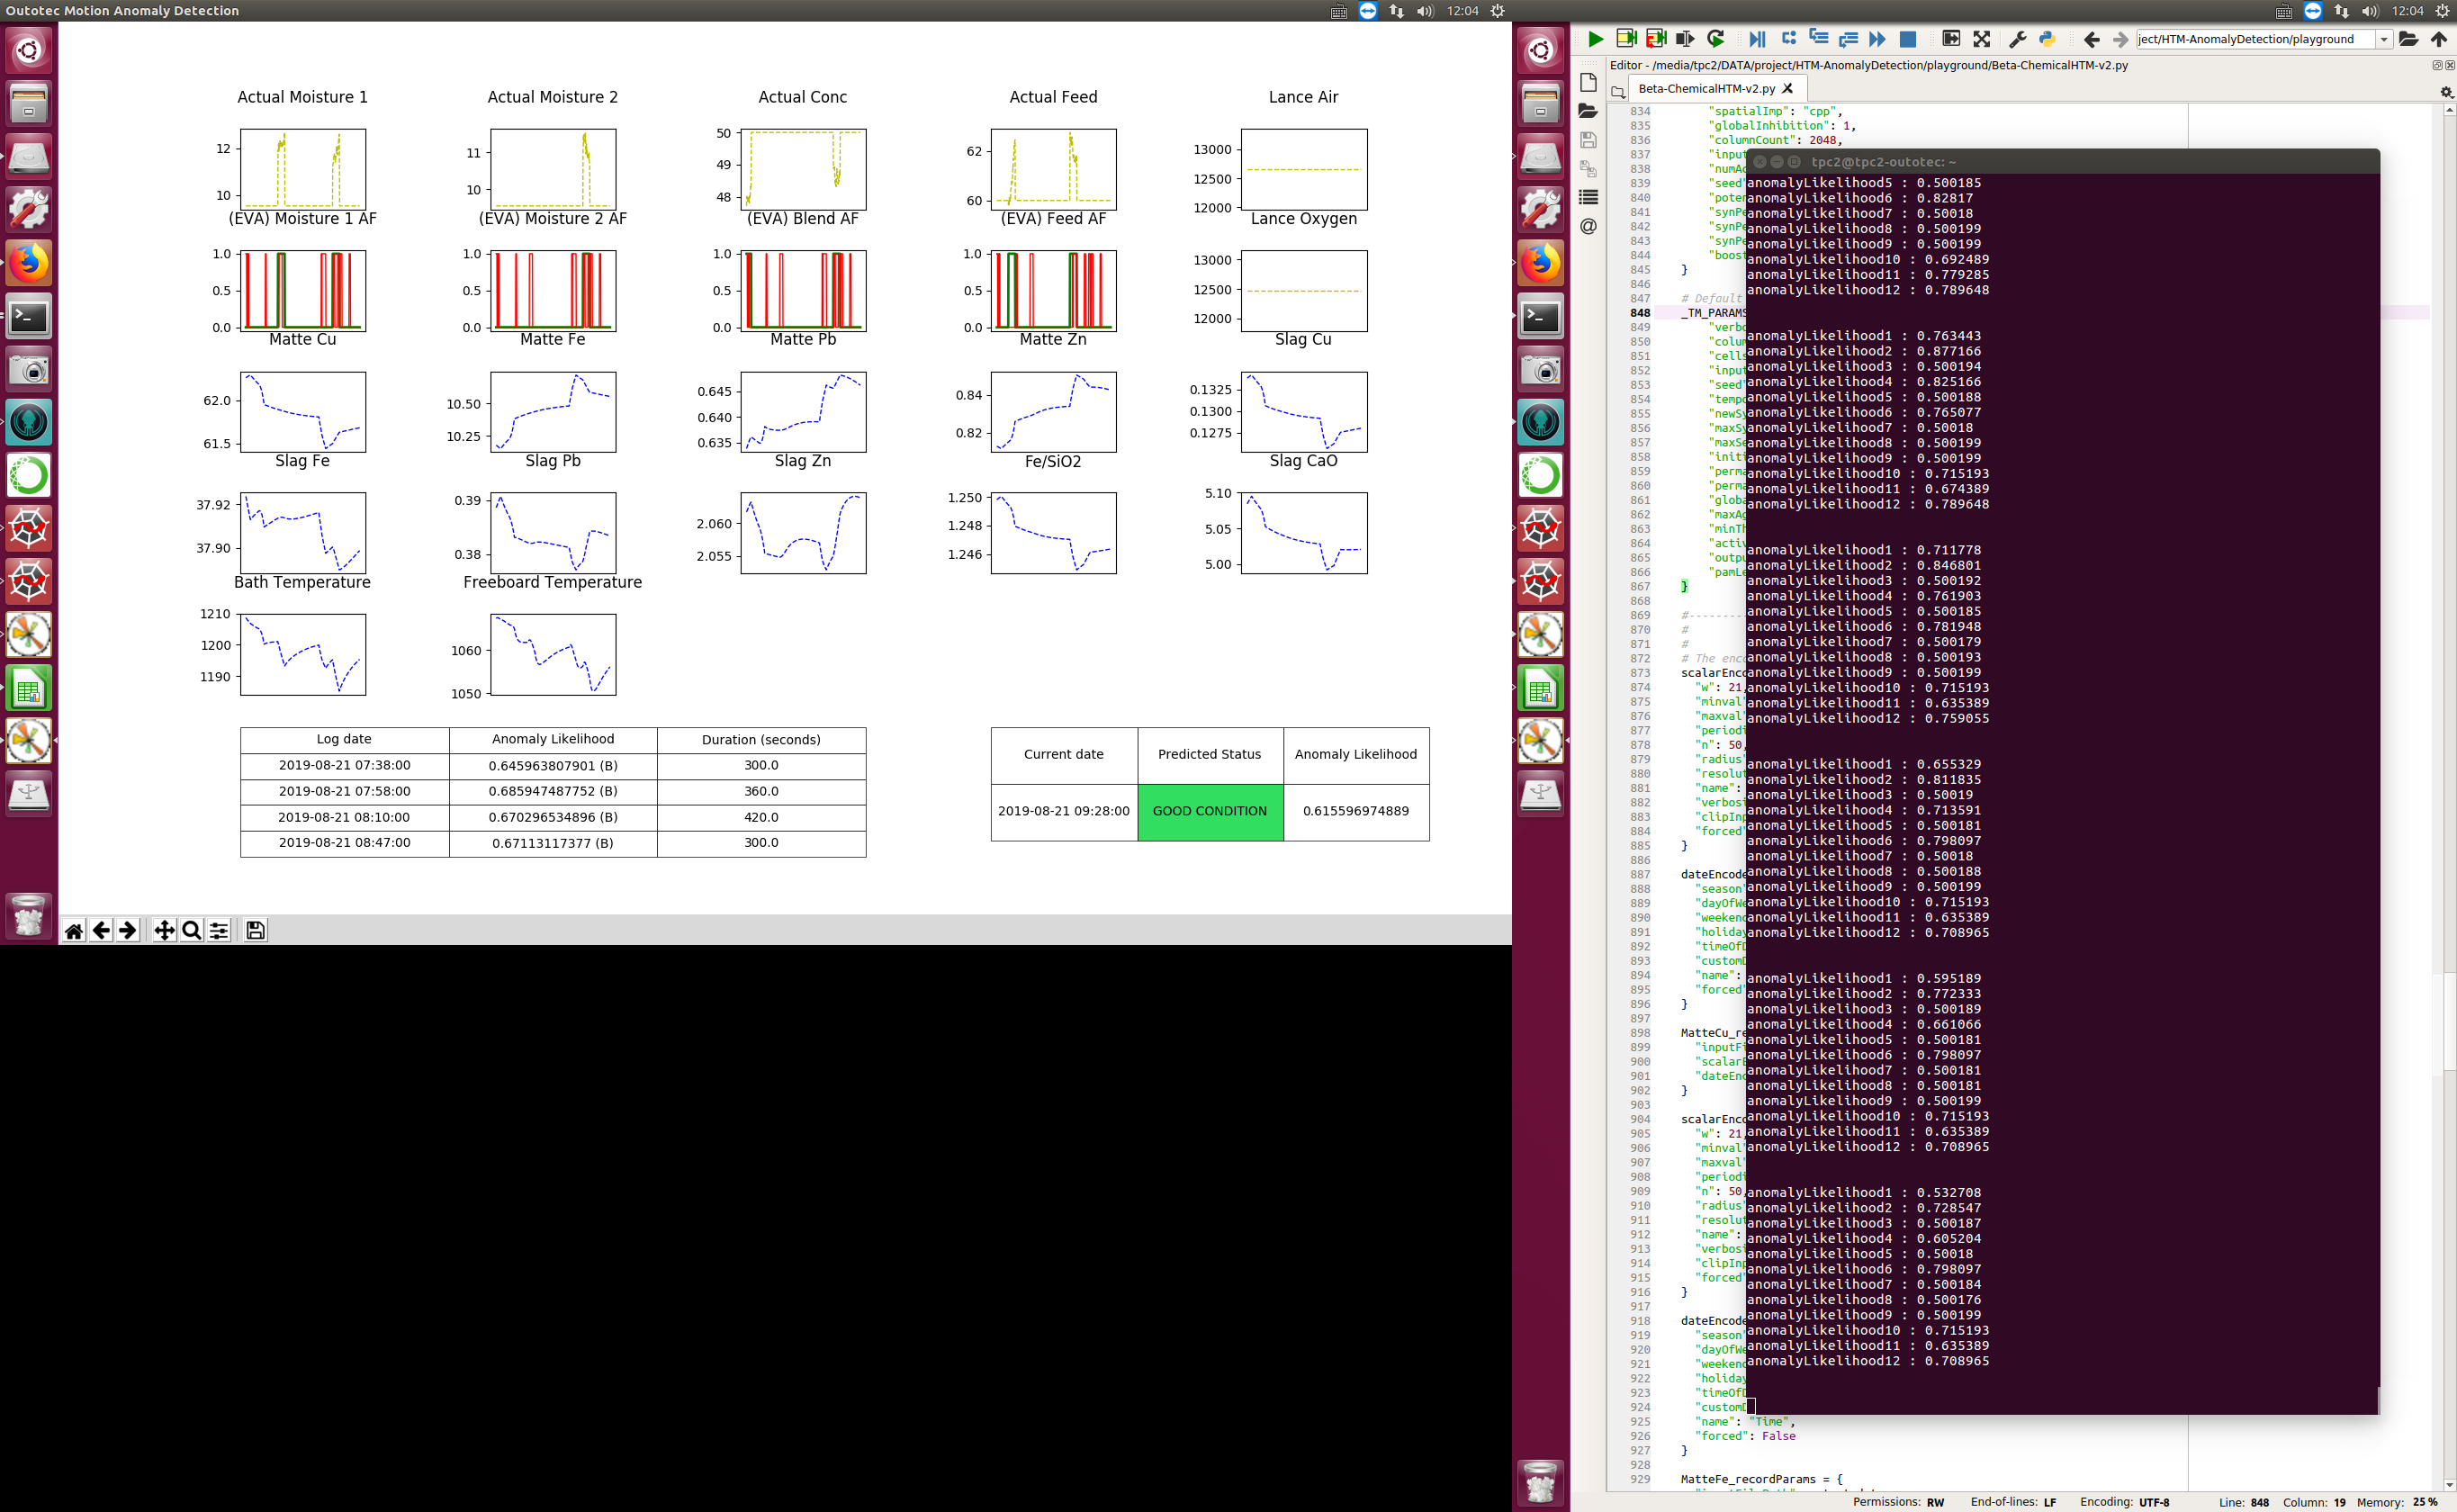 Outotec Motion Anomaly Detection
12:04
12:04
Actual Moisture 1
Actual Moisture 2
Actual Conc
Actual Feed
Lance Air
12
10
11
10
50
49
48
62
60
13000
12500
12000
(EVA) Moisture 1 AF
(EVA) Moisture 2 AF
(EVA) Blend AF
(EVA) Feed AF
Lance Oxygen
1.0
0.5
0.0
1.0
0.5
0.0
1.0
0.5
0.0
1.0
0.5
0.0
13000
12500
12000
Matte Cu
Matte Fe
Matte Pb
Matte Zn
Slag Cu
62.0
61.5
10.50
10.25
0.645
0.640
0.635
0.84
0.82
0.1325
0.1300
0.1275
Slag Fe
Slag Pb
Slag Zn
Fe/SiO2
Slag CaO
37.92
37.90
0.39
0.38
2.060
2.055
1.250
1.248
1.246
5.10
5.05
5.00
Bath Temperature
Freeboard Temperature
1210
1200
1190
1060
1050
Log date Anomaly Likelihood Duration (seconds)
2019-08-21 07:38:00 0.645963807901 (B) 300.0
2019-08-21 07:58:00 0.685947487752 (B) 360.0
2019-08-21 08:10:00 0.670296534896 (B) 420.0
2019-08-21 08:47:00 0.67113117377 (B) 300.0
Current date Predicted Status Anomaly Likelihood
2019-08-21 09:28:00 GOOD CONDITION 0.615596974889
ject/HTM-AnomalyDetection/playground
Editor - /media/tpc2/DATA/project/HTM-AnomalyDetection/playground/Beta-ChemicalHTM-v2.py
Beta-ChemicalHTM-v2.py
834 "spatialImp": "cpp",
835 "globalInhibition": 1,
836 "columnCount": 2048,
837 "input
838 "numAc
839 "seed"
840 "poten
841 "synPe
842 "synPe
843 "synPe
844 "boost
845 }
846
847 # Default
848 _TM_PARAMS
849 "verbo
850 "colum
851 "cells
852 "input
853 "seed"
854 "tempo
855 "newSy
856 "maxSy
857 "maxSe
858 "initi
859 "perma
860 "perma
861 "globa
862 "maxAg
863 "minTh
864 "activ
865 "outpu
866 "pamLe
867 }
868
869 #-------
870 #
871 #
872 # The enco
873 scalarEnco
874 "w": 21,
875 "minval"
876 "maxval"
877 "periodi
878 "n": 50,
879 "radius"
880 "resolut
881 "name":
882 "verbosi
883 "clipInp
884 "forced"
885 }
886
887 dateEncode
888 "season"
889 "dayOfWe
890 "weekend
891 "holiday
892 "timeOfD
893 "customD
894 "name":
895 "forced"
896 }
897
898 MatteCu_re
899 "inputFi
900 "scalarE
901 "dateEnc
902 }
903
904 scalarEnco
905 "w": 21,
906 "minval"
907 "maxval"
908 "periodi
909 "n": 50,
910 "radius"
911 "resolut
912 "name":
913 "verbosi
914 "clipInp
915 "forced"
916 }
917
918 dateEncode
919 "season"
920 "dayOfWe
921 "weekend
922 "holiday
923 "timeOfD
924 "customD
925 "name": "Time",
926 "forced": False
927 }
928
929 MatteFe_recordParams = {
tpc2@tpc2-outotec: ~
anomalyLikelihood5 : 0.500185
anomalyLikelihood6 : 0.82817
anomalyLikelihood7 : 0.50018
anomalyLikelihood8 : 0.500199
anomalyLikelihood9 : 0.500199
anomalyLikelihood10 : 0.692489
anomalyLikelihood11 : 0.779285
anomalyLikelihood12 : 0.789648
anomalyLikelihood1 : 0.763443
anomalyLikelihood2 : 0.877166
anomalyLikelihood3 : 0.500194
anomalyLikelihood4 : 0.825166
anomalyLikelihood5 : 0.500188
anomalyLikelihood6 : 0.765077
anomalyLikelihood7 : 0.50018
anomalyLikelihood8 : 0.500199
anomalyLikelihood9 : 0.500199
anomalyLikelihood10 : 0.715193
anomalyLikelihood11 : 0.674389
anomalyLikelihood12 : 0.789648
anomalyLikelihood1 : 0.711778
anomalyLikelihood2 : 0.846801
anomalyLikelihood3 : 0.500192
anomalyLikelihood4 : 0.761903
anomalyLikelihood5 : 0.500185
anomalyLikelihood6 : 0.781948
anomalyLikelihood7 : 0.500179
anomalyLikelihood8 : 0.500193
anomalyLikelihood9 : 0.500199
anomalyLikelihood10 : 0.715193
anomalyLikelihood11 : 0.635389
anomalyLikelihood12 : 0.759055
anomalyLikelihood1 : 0.655329
anomalyLikelihood2 : 0.811835
anomalyLikelihood3 : 0.50019
anomalyLikelihood4 : 0.713591
anomalyLikelihood5 : 0.500181
anomalyLikelihood6 : 0.798097
anomalyLikelihood7 : 0.50018
anomalyLikelihood8 : 0.500188
anomalyLikelihood9 : 0.500199
anomalyLikelihood10 : 0.715193
anomalyLikelihood11 : 0.635389
anomalyLikelihood12 : 0.708965
anomalyLikelihood1 : 0.595189
anomalyLikelihood2 : 0.772333
anomalyLikelihood3 : 0.500189
anomalyLikelihood4 : 0.661066
anomalyLikelihood5 : 0.500181
anomalyLikelihood6 : 0.798097
anomalyLikelihood7 : 0.500181
anomalyLikelihood8 : 0.500181
anomalyLikelihood9 : 0.500199
anomalyLikelihood10 : 0.715193
anomalyLikelihood11 : 0.635389
anomalyLikelihood12 : 0.708965
anomalyLikelihood1 : 0.532708
anomalyLikelihood2 : 0.728547
anomalyLikelihood3 : 0.500187
anomalyLikelihood4 : 0.605204
anomalyLikelihood5 : 0.50018
anomalyLikelihood6 : 0.798097
anomalyLikelihood7 : 0.500184
anomalyLikelihood8 : 0.500176
anomalyLikelihood9 : 0.500199
anomalyLikelihood10 : 0.715193
anomalyLikelihood11 : 0.635389
anomalyLikelihood12 : 0.708965
Permissions: RW End-of-lines: LF Encoding: UTF-8 Line: 848 Column: 19 Memory: 25 %